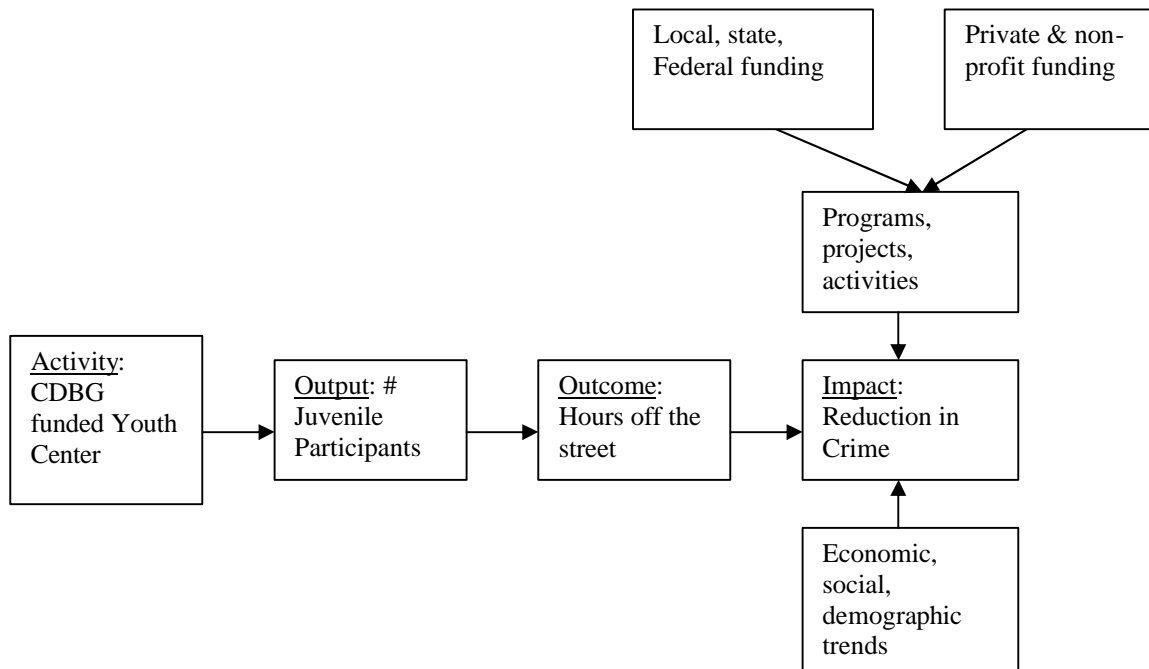 Local, state,
Federal funding
Private & non-
profit funding
Programs,
projects,
activities
Activity:
CDBG
funded Youth
Center
Output: #
Juvenile
Participants
Outcome:
Hours off the
street
Impact:
Reduction in
Crime
Economic,
social,
demographic
trends